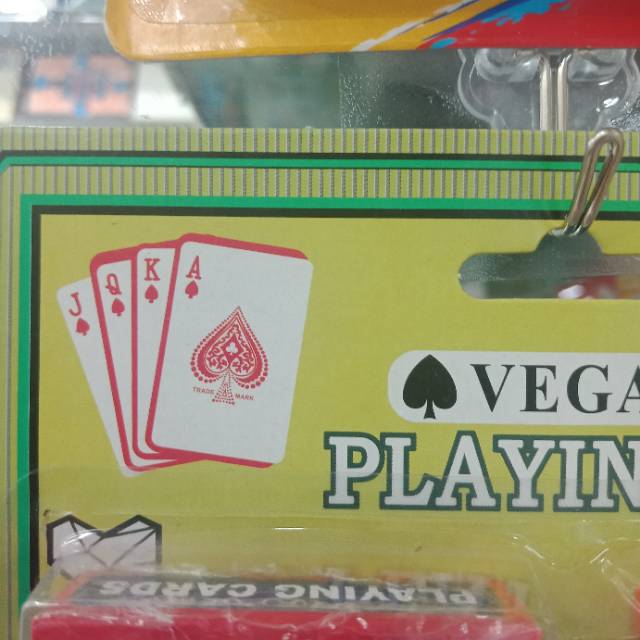 J Q K A
TRADE MARK
VEGA
PLAYIN
PLAYING CARDS